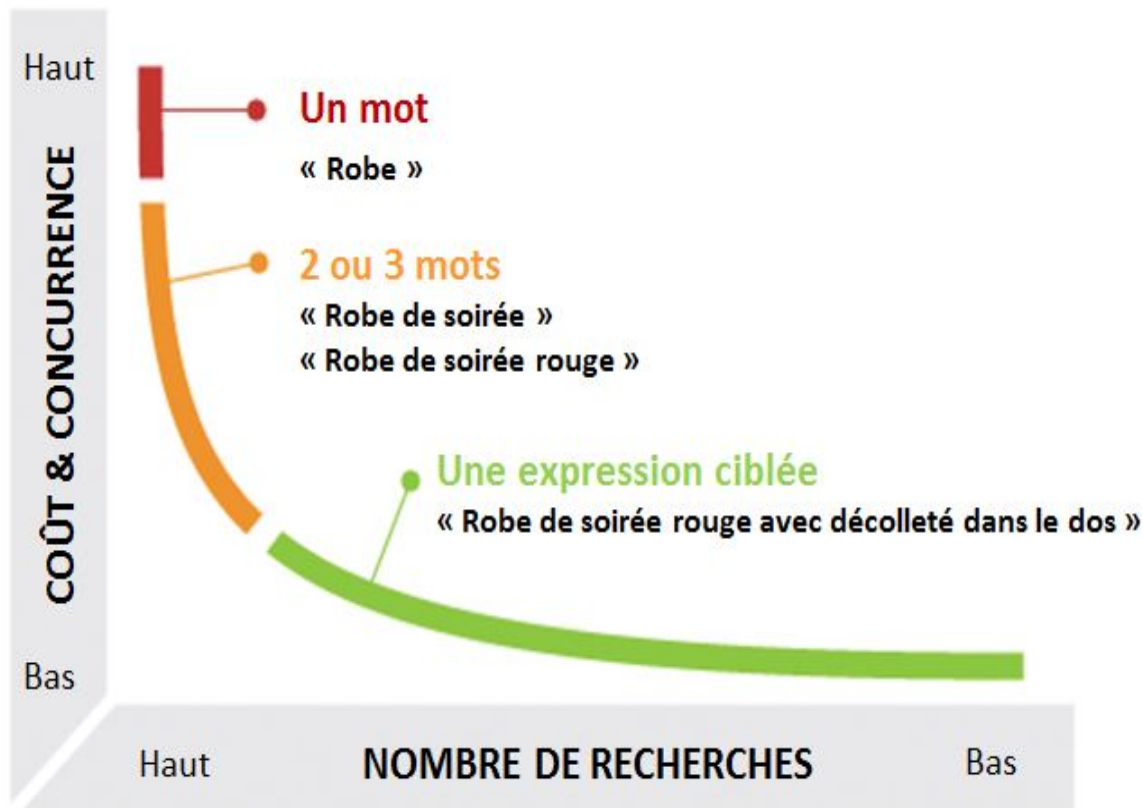 Haut
Un mot
« Robe »
COÛT & CONCURRENCE
2 ou 3 mots
« Robe de soirée »
« Robe de soirée rouge »
Une expression ciblée
« Robe de soirée rouge avec décolleté dans le dos »
Bas
Haut
NOMBRE DE RECHERCHES
Bas